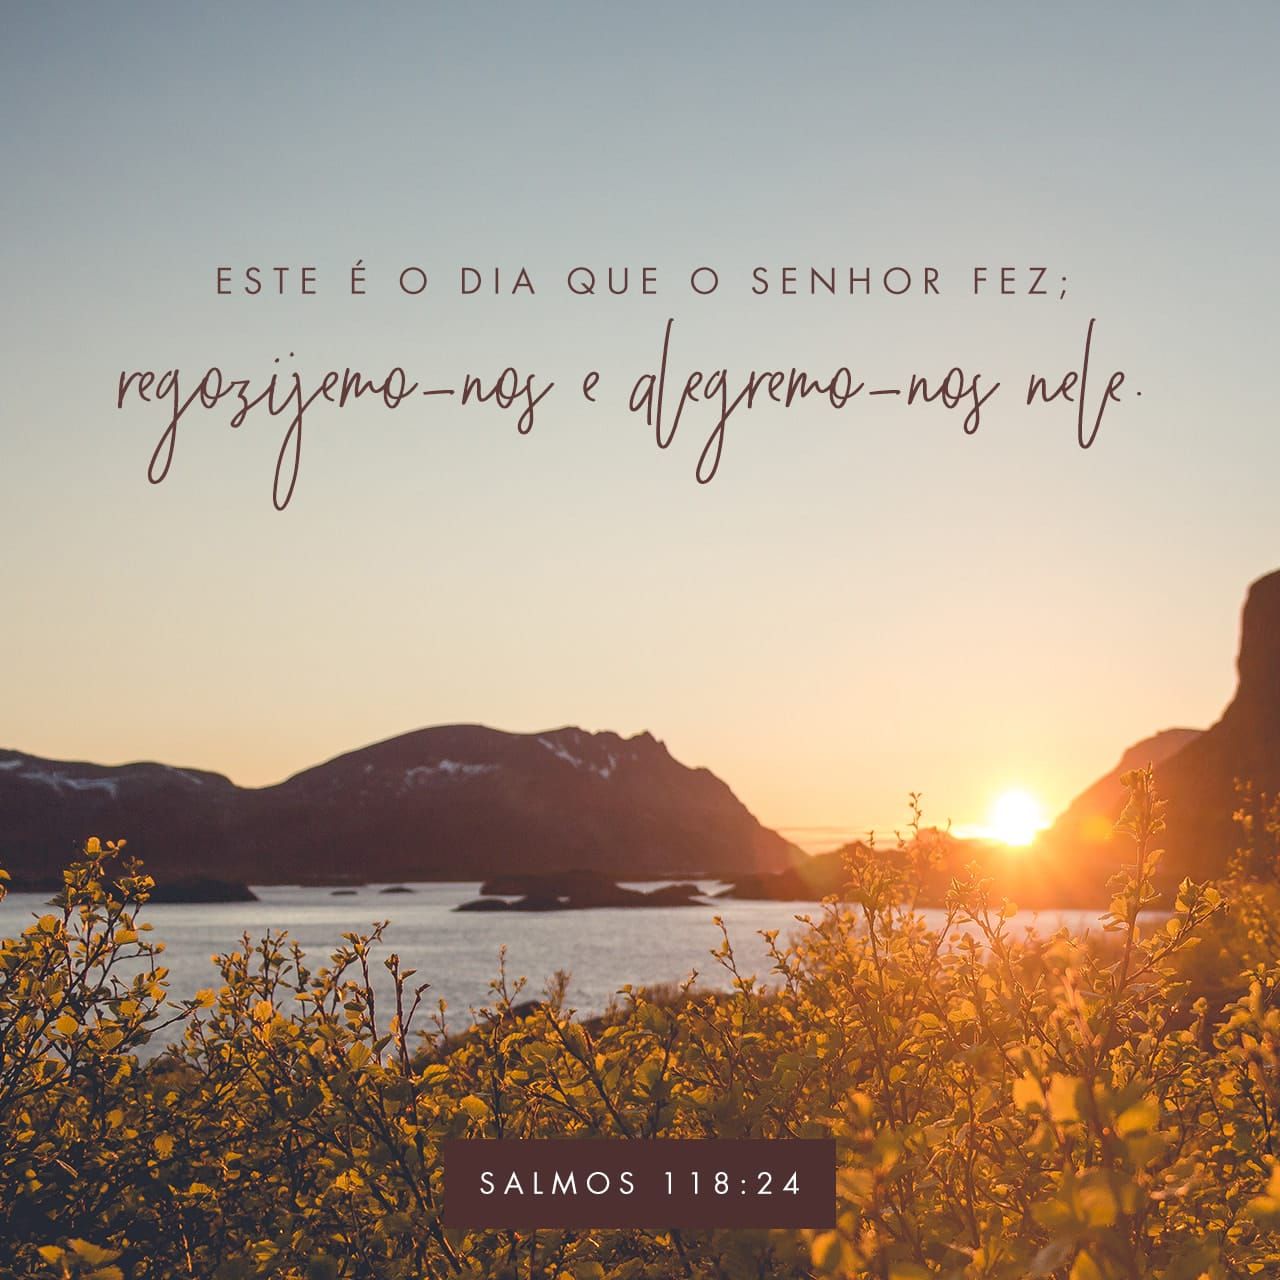 ESTE É O DIA QUE O SENHOR FEZ;
regozijemo-nos e alegremo-nos nele.
SALMOS 118:24